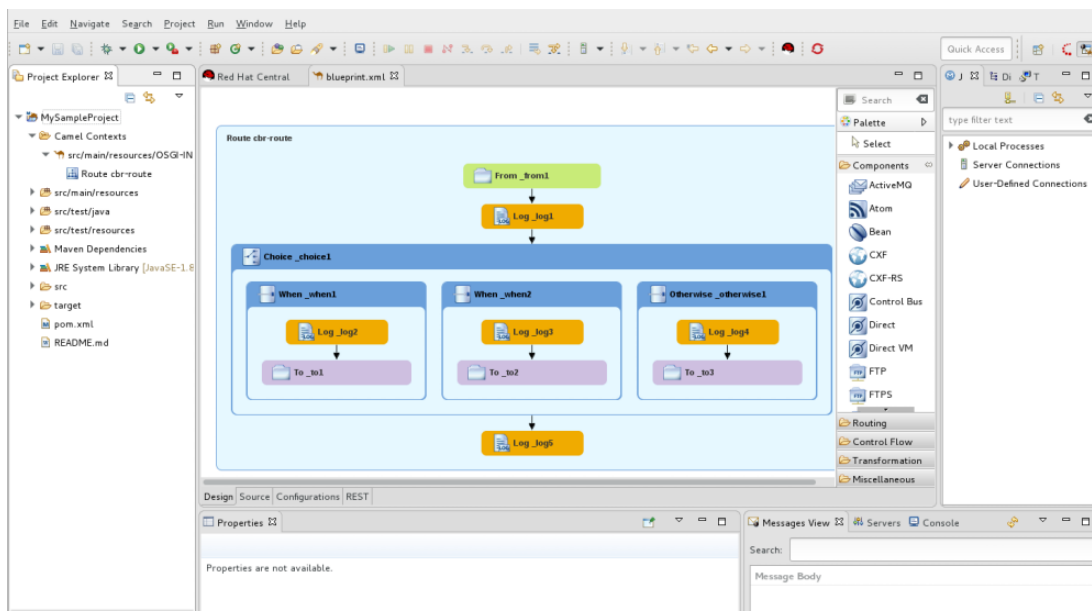 File Edit Navigate Search Project Run Window Help
Quick Access
Project Explorer
MySampleProject
Camel Contexts
src/main/resources/OSGI-IN
Route cbr-route
src/main/resources
src/test/java
src/test/resources
Maven Dependencies
JRE System Library [JavaSE-1.8
src
target
pom.xml
README.md
Red Hat Central
blueprint.xml
Route cbr-route
From _from1
Log _log1
Choice _choice1
When _when1
When _when2
Otherwise _otherwise1
Log _log2
Log _log3
Log _log4
To _to1
To _to2
To _to3
Log _log5
Design Source Configurations REST
Search
Palette
Select
Components
ActiveMQ
Atom
Bean
CXF
CXF-RS
Control Bus
Direct
Direct VM
FTP
FTPS
Routing
Control Flow
Transformation
Miscellaneous
J Di T
type filter text
Local Processes
Server Connections
User-Defined Connections
Properties
Properties are not available.
Messages View Servers Console
Search:
Message Body